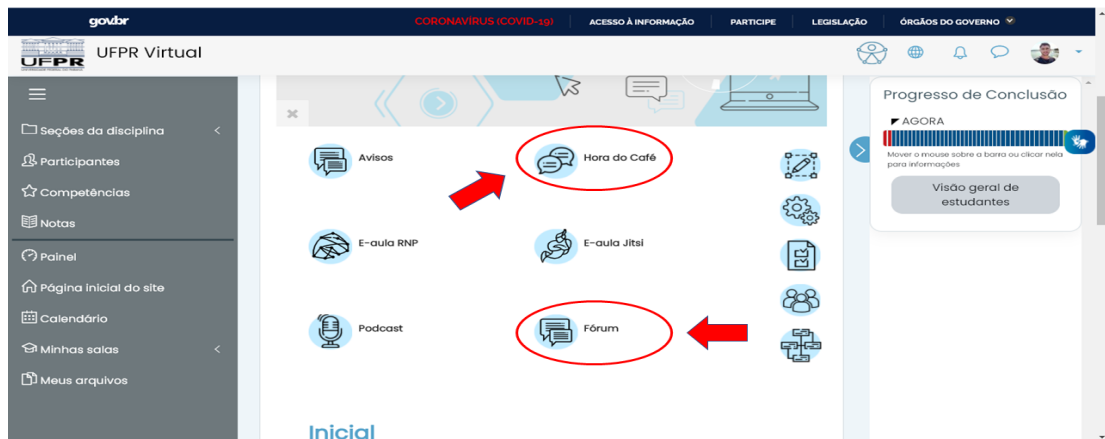 gov.br
CORONAVÍRUS (COVID-19)
ACESSO À INFORMAÇÃO
PARTICIPE
LEGISLAÇÃO
ÓRGÃOS DO GOVERNO
UFPR
UFPR Virtual
Seções da disciplina
Participantes
Competências
Notas
Painel
Página inicial do site
Calendário
Minhas salas
Meus arquivos
Avisos
Hora do Café
E-aula RNP
E-aula Jitsi
Podcast
Fórum
Inicial
Progresso de Conclusão
AGORA
Mover o mouse sobre a barra ou clicar nela
para informações
Visão geral de
estudantes